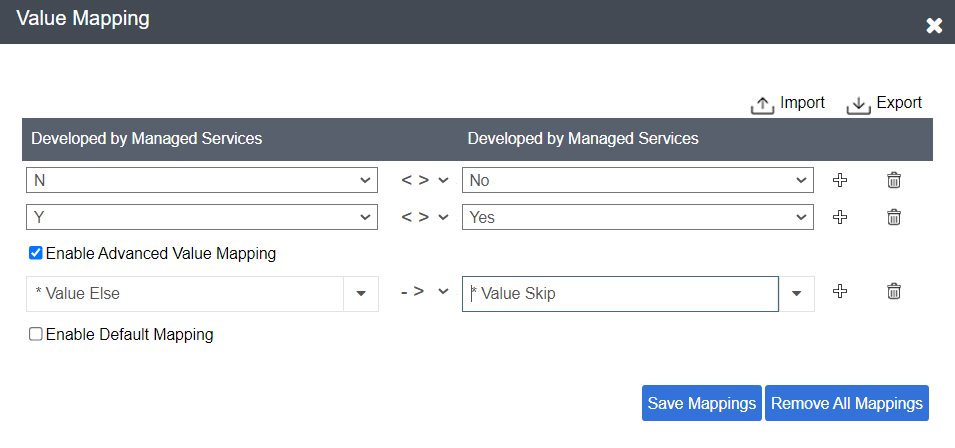 Value Mapping
Import Export
Developed by Managed Services Developed by Managed Services
N < > No
Y < > Yes
Enable Advanced Value Mapping
* Value Else - > * Value Skip
Enable Default Mapping
Save Mappings Remove All Mappings